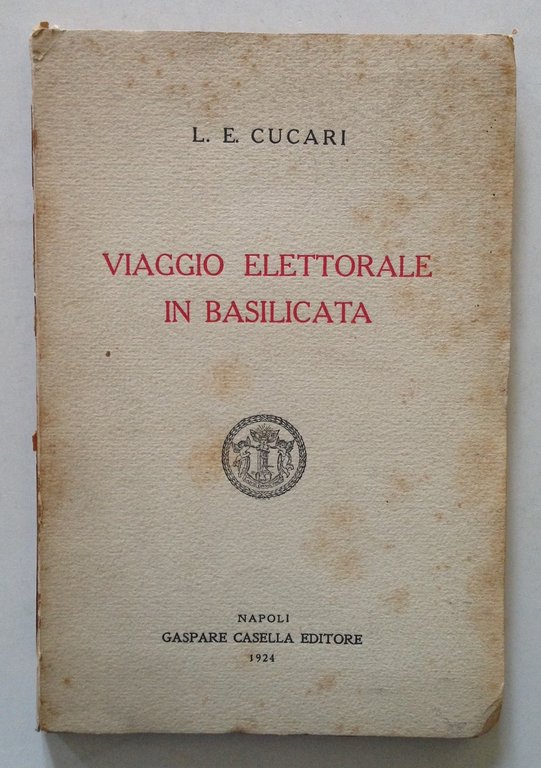 L. E. CUCARI
VIAGGIO ELETTORALE
IN BASILICATA
NAPOLI
GASPARE CASELLA EDITORE
1924